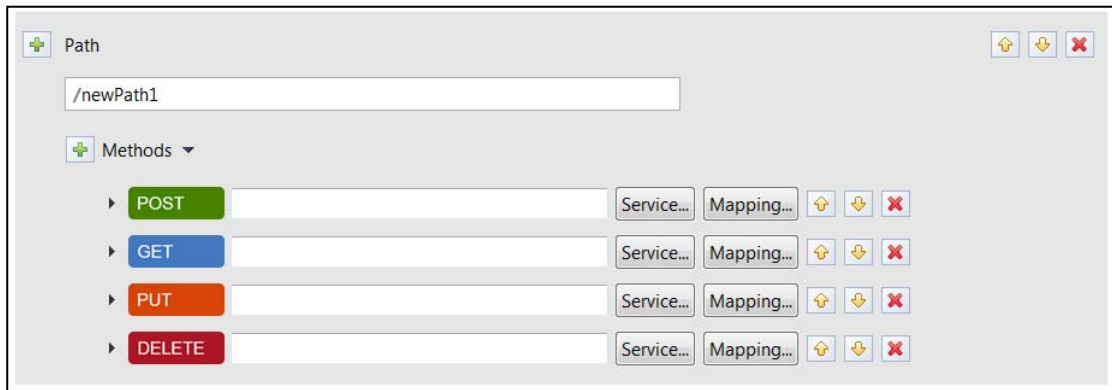 Path
/newPath1
Methods
POST Service... Mapping...
GET Service... Mapping...
PUT Service... Mapping...
DELETE Service... Mapping...